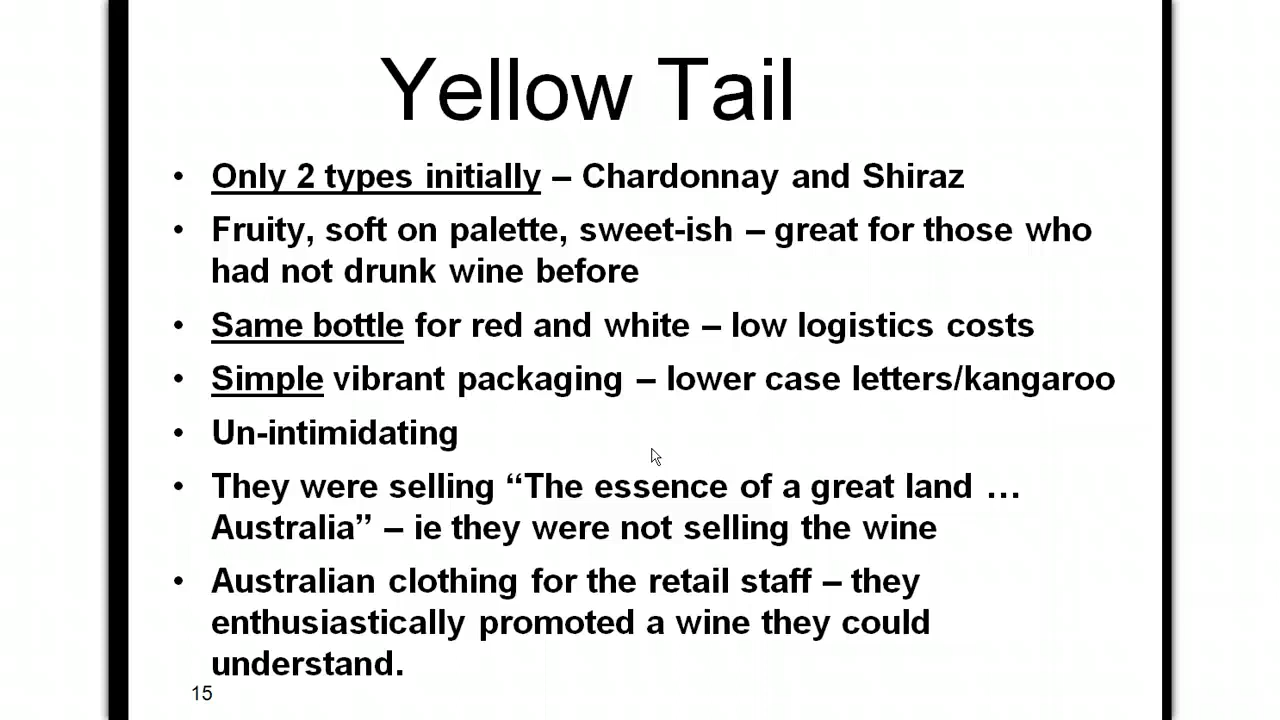 Yellow Tail
• Only 2 types initially – Chardonnay and Shiraz
• Fruity, soft on palette, sweet-ish – great for those who
had not drunk wine before
• Same bottle for red and white – low logistics costs
• Simple vibrant packaging – lower case letters/kangaroo
• Un-intimidating
• They were selling “The essence of a great land …
Australia” – ie they were not selling the wine
• Australian clothing for the retail staff – they
enthusiastically promoted a wine they could
understand.
15